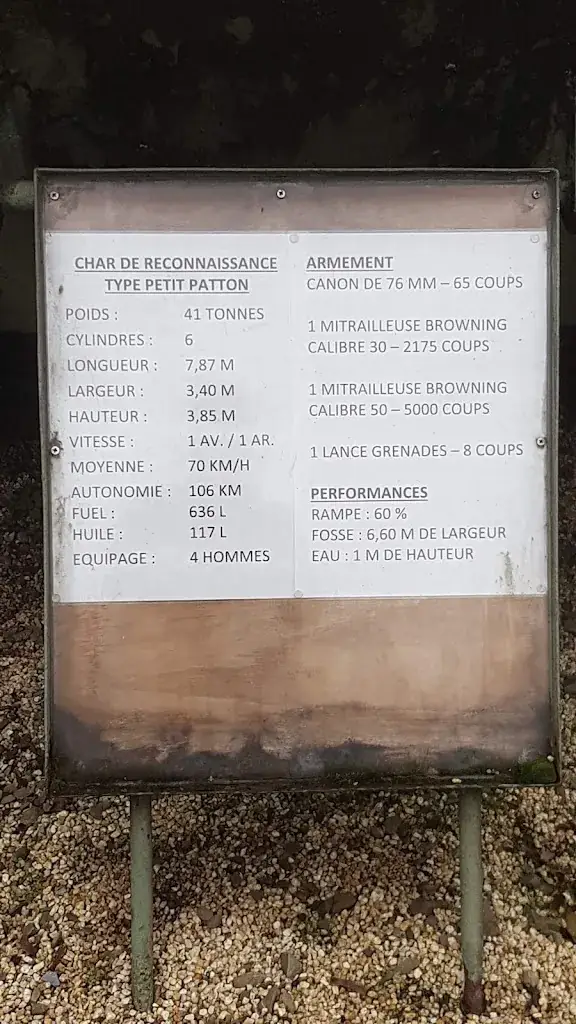 CHAR DE RECONNAISSANCE
TYPE PETIT PATTON
POIDS : 41 TONNES
CYLINDRES : 6
LONGUEUR : 7,87 M
LARGEUR : 3,40 M
HAUTEUR : 3,85 M
VITESSE : 1 AV. / 1 AR.
MOYENNE : 70 KM/H
AUTONOMIE : 106 KM
FUEL : 636 L
HUILE : 117 L
EQUIPAGE : 4 HOMMES
ARMEMENT
CANON DE 76 MM – 65 COUPS
1 MITRAILLEUSE BROWNING
CALIBRE 30 – 2175 COUPS
1 MITRAILLEUSE BROWNING
CALIBRE 50 – 5000 COUPS
1 LANCE GRENADES – 8 COUPS
PERFORMANCES
RAMPE : 60 %
FOSSE : 6,60 M DE LARGEUR
EAU : 1 M DE HAUTEUR